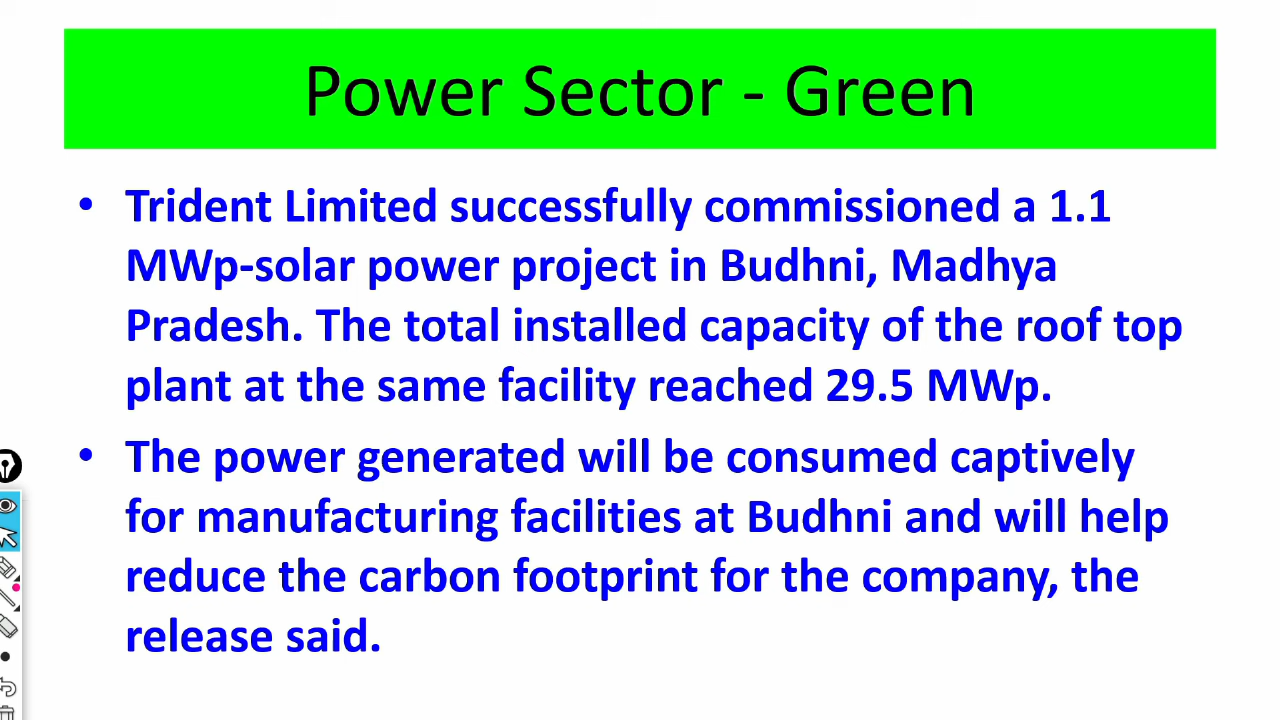 Power Sector - Green
• Trident Limited successfully commissioned a 1.1
MWp-solar power project in Budhni, Madhya
Pradesh. The total installed capacity of the roof top
plant at the same facility reached 29.5 MWp.
• The power generated will be consumed captively
for manufacturing facilities at Budhni and will help
reduce the carbon footprint for the company, the
release said.